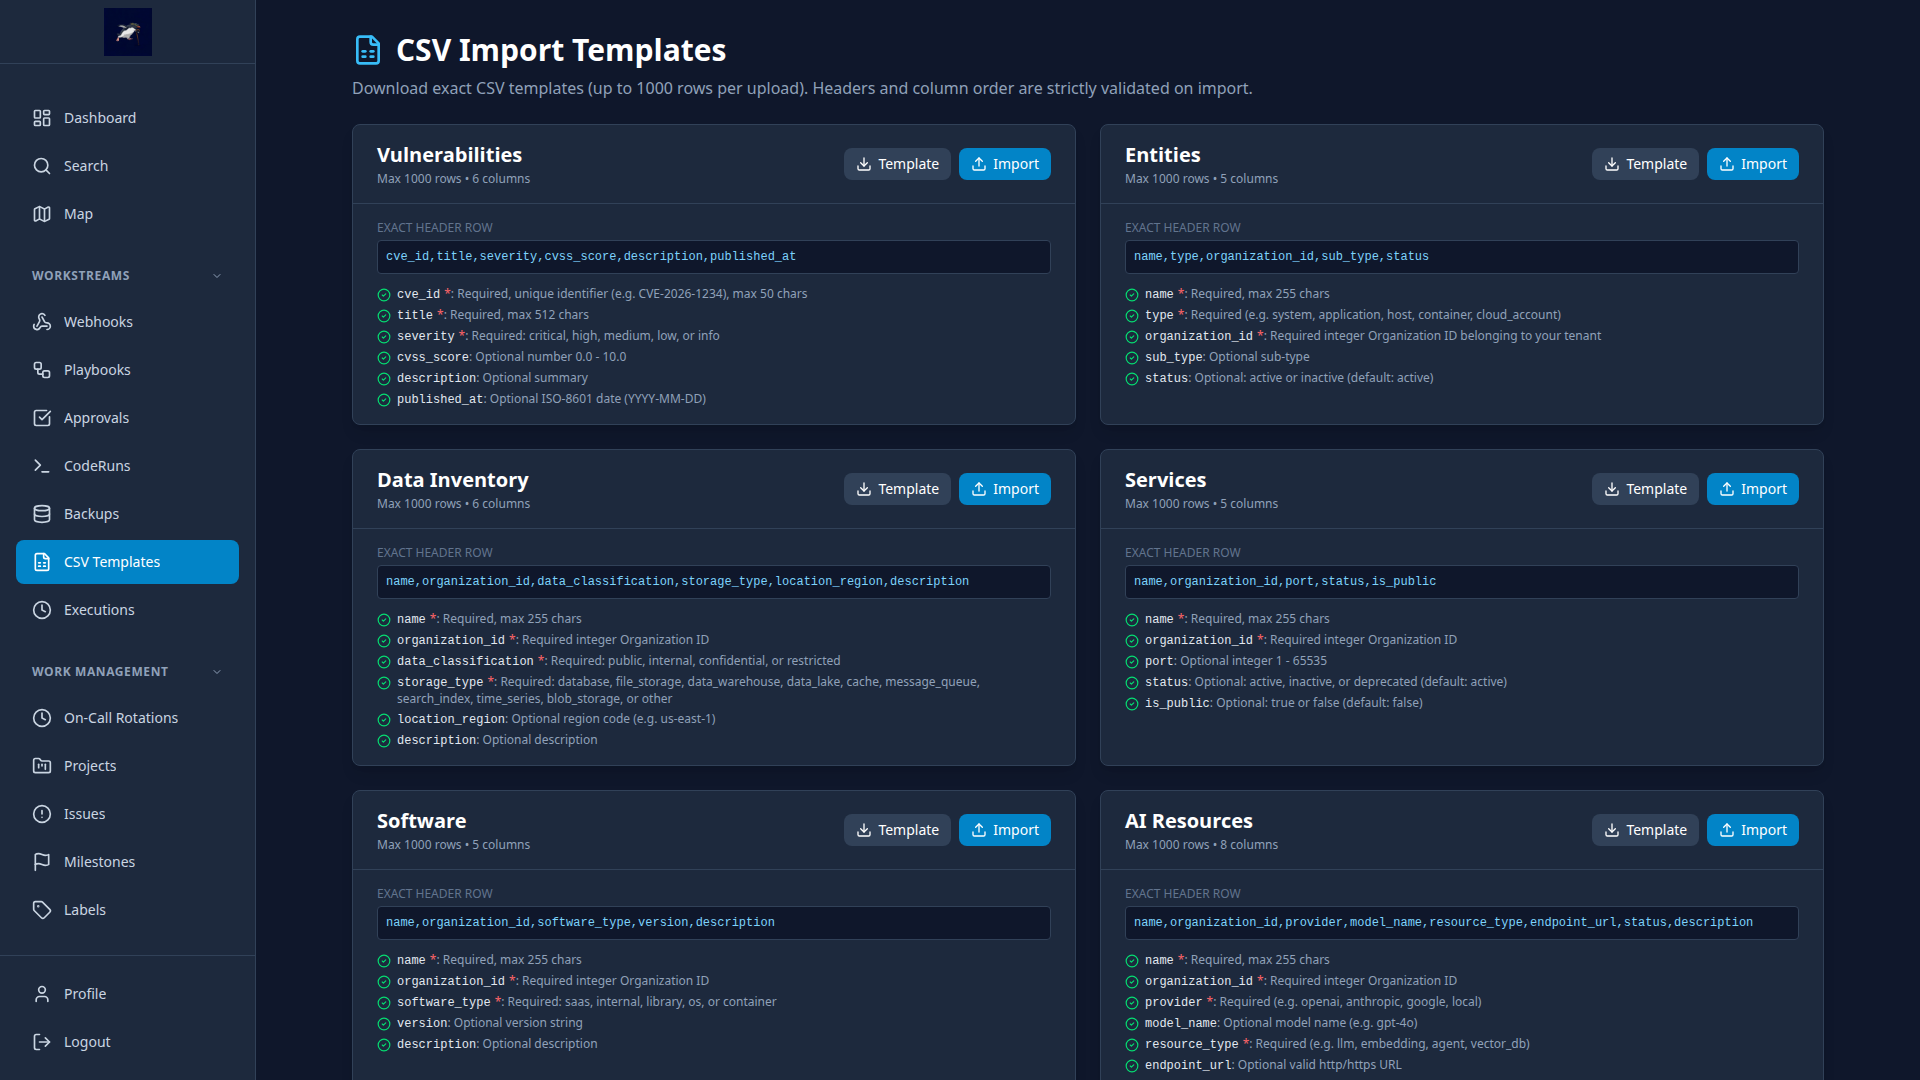 Dashboard
Search
Map
WORKSTREAMS
Webhooks
Playbooks
Approvals
CodeRuns
Backups
CSV Templates
Executions
WORK MANAGEMENT
On-Call Rotations
Projects
Issues
Milestones
Labels
Profile
Logout
CSV Import Templates
Download exact CSV templates (up to 1000 rows per upload). Headers and column order are strictly validated on import.
Vulnerabilities
Max 1000 rows • 6 columns
Template
Import
EXACT HEADER ROW
cve_id,title,severity,cvss_score,description,published_at
cve_id *: Required, unique identifier (e.g. CVE-2026-1234), max 50 chars
title *: Required, max 512 chars
severity *: Required: critical, high, medium, low, or info
cvss_score: Optional number 0.0 - 10.0
description: Optional summary
published_at: Optional ISO-8601 date (YYYY-MM-DD)
Entities
Max 1000 rows • 5 columns
Template
Import
EXACT HEADER ROW
name,type,organization_id,sub_type,status
name *: Required, max 255 chars
type *: Required (e.g. system, application, host, container, cloud_account)
organization_id *: Required integer Organization ID belonging to your tenant
sub_type: Optional sub-type
status: Optional: active or inactive (default: active)
Data Inventory
Max 1000 rows • 6 columns
Template
Import
EXACT HEADER ROW
name,organization_id,data_classification,storage_type,location_region,description
name *: Required, max 255 chars
organization_id *: Required integer Organization ID
data_classification *: Required: public, internal, confidential, or restricted
storage_type *: Required: database, file_storage, data_warehouse, data_lake, cache, message_queue,
search_index, time_series, blob_storage, or other
location_region: Optional region code (e.g. us-east-1)
description: Optional description
Services
Max 1000 rows • 5 columns
Template
Import
EXACT HEADER ROW
name,organization_id,port,status,is_public
name *: Required, max 255 chars
organization_id *: Required integer Organization ID
port: Optional integer 1 - 65535
status: Optional: active, inactive, or deprecated (default: active)
is_public: Optional: true or false (default: false)
Software
Max 1000 rows • 5 columns
Template
Import
EXACT HEADER ROW
name,organization_id,software_type,version,description
name *: Required, max 255 chars
organization_id *: Required integer Organization ID
software_type *: Required: saas, internal, library, os, or container
version: Optional version string
description: Optional description
AI Resources
Max 1000 rows • 8 columns
Template
Import
EXACT HEADER ROW
name,organization_id,provider,model_name,resource_type,endpoint_url,status,description
name *: Required, max 255 chars
organization_id *: Required integer Organization ID
provider *: Required (e.g. openai, anthropic, google, local)
model_name: Optional model name (e.g. gpt-4o)
resource_type *: Required (e.g. llm, embedding, agent, vector_db)
endpoint_url: Optional valid http/https URL